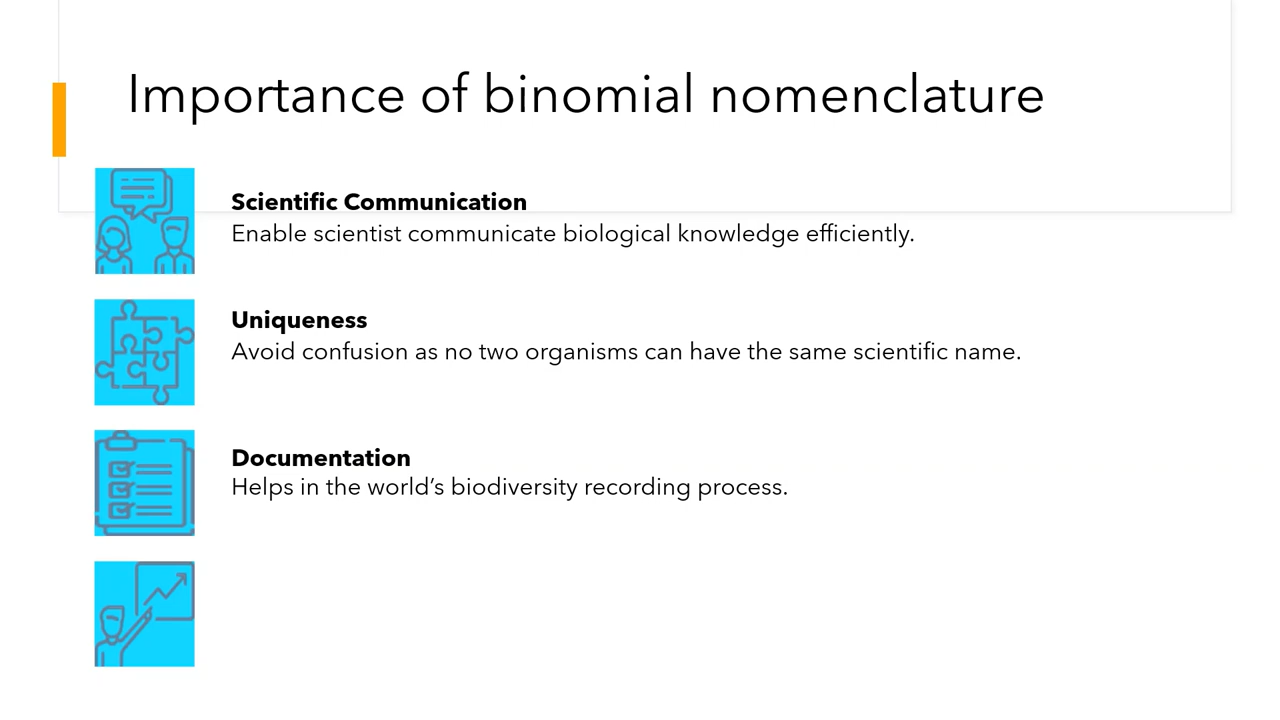 Importance of binomial nomenclature
Scientific Communication
Enable scientist communicate biological knowledge efficiently.
Uniqueness
Avoid confusion as no two organisms can have the same scientific name.
Documentation
Helps in the world’s biodiversity recording process.